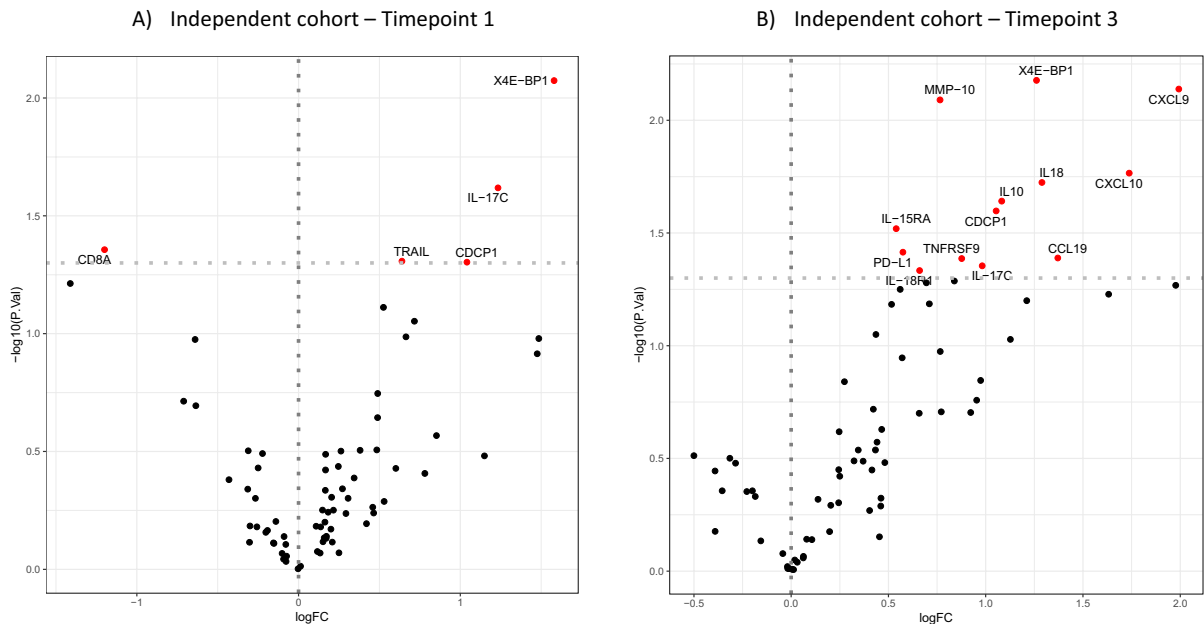 A) Independent cohort – Timepoint 1
B) Independent cohort – Timepoint 3
X4E−BP1
2.0
IL−17C
1.5
CD8A
TRAIL
CDCP1
−log10(P.Val)
1.0
0.5
0.0
−1
0
1
logFC
X4E−BP1
MMP−10
CXCL9
2.0
IL18
CXCL10
IL10
CDCP1
IL−15RA
1.5
TNFRSF9
CCL19
PD−L1
IL−18R1
IL−17C
−log10(P.Val)
1.0
0.5
0.0
−0.5
0.0
0.5
1.0
1.5
2.0
logFC